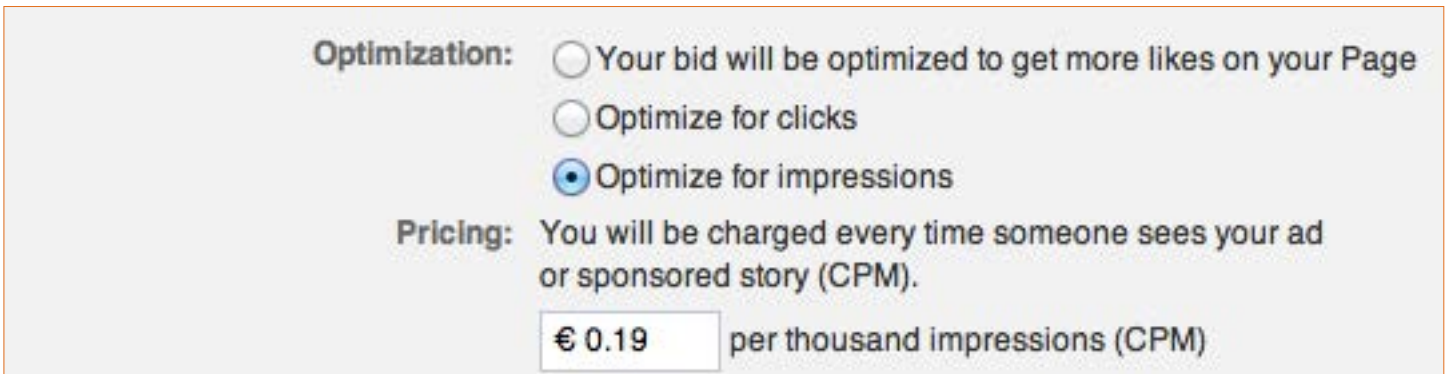 Optimization: Your bid will be optimized to get more likes on your Page
Optimize for clicks
Optimize for impressions
Pricing: You will be charged every time someone sees your ad
or sponsored story (CPM).
€ 0.19 per thousand impressions (CPM)